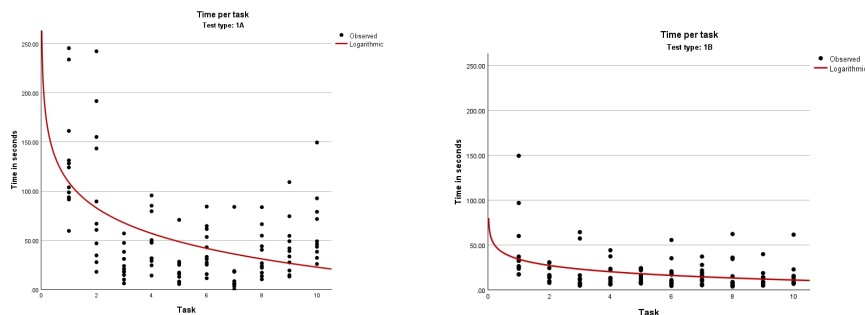 Time per task
Test type: 1A
Observed
Logarithmic
250.00
200.00
150.00
100.00
50.00
.00
0
2
4
6
8
10
Time in seconds
Task
Time per task
Test type: 1B
Observed
Logarithmic
250.00
200.00
150.00
100.00
50.00
.00
0
2
4
6
8
10
Time in seconds
Task